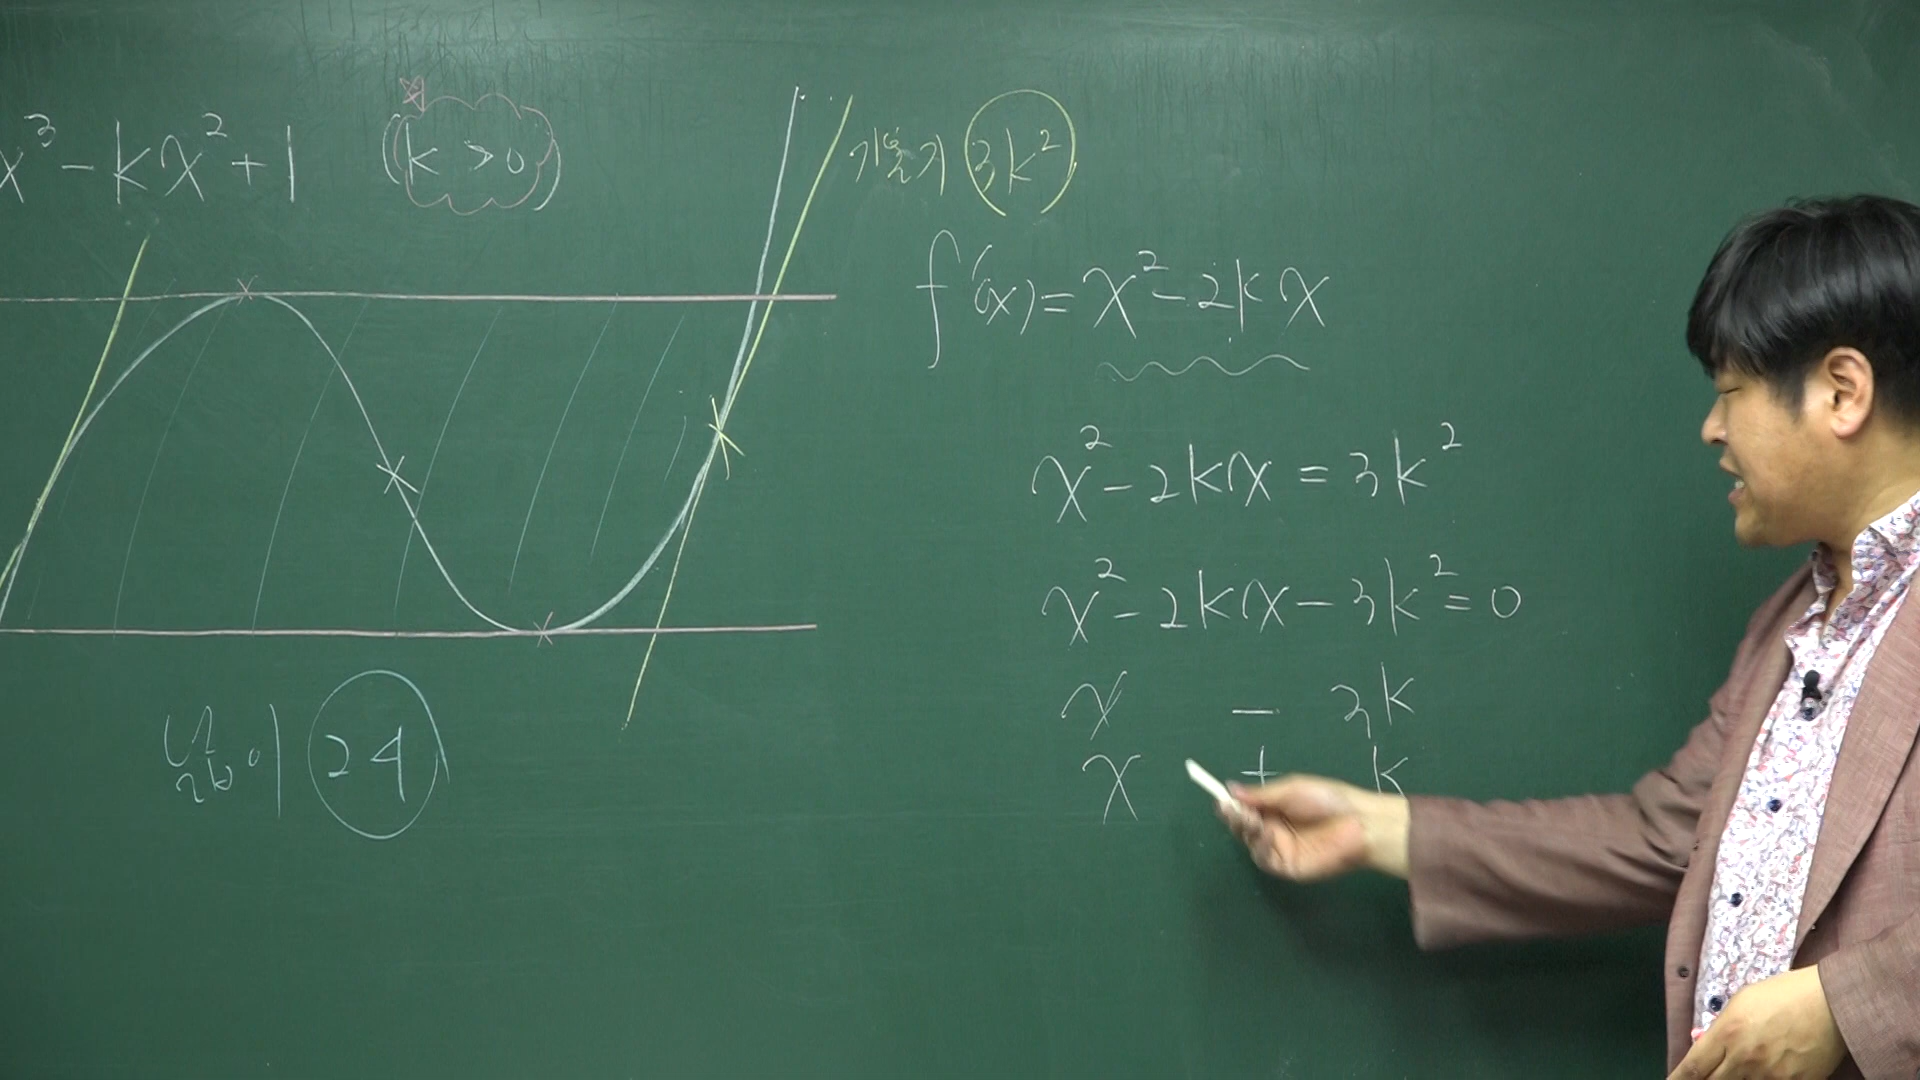 x³ - kx² + 1 (k > 0)
기울기 3k²
f'(x) = x² - 2kx
x² - 2kx = 3k²
x² - 2kx - 3k² = 0
x - 3k
x + k
넓이 24